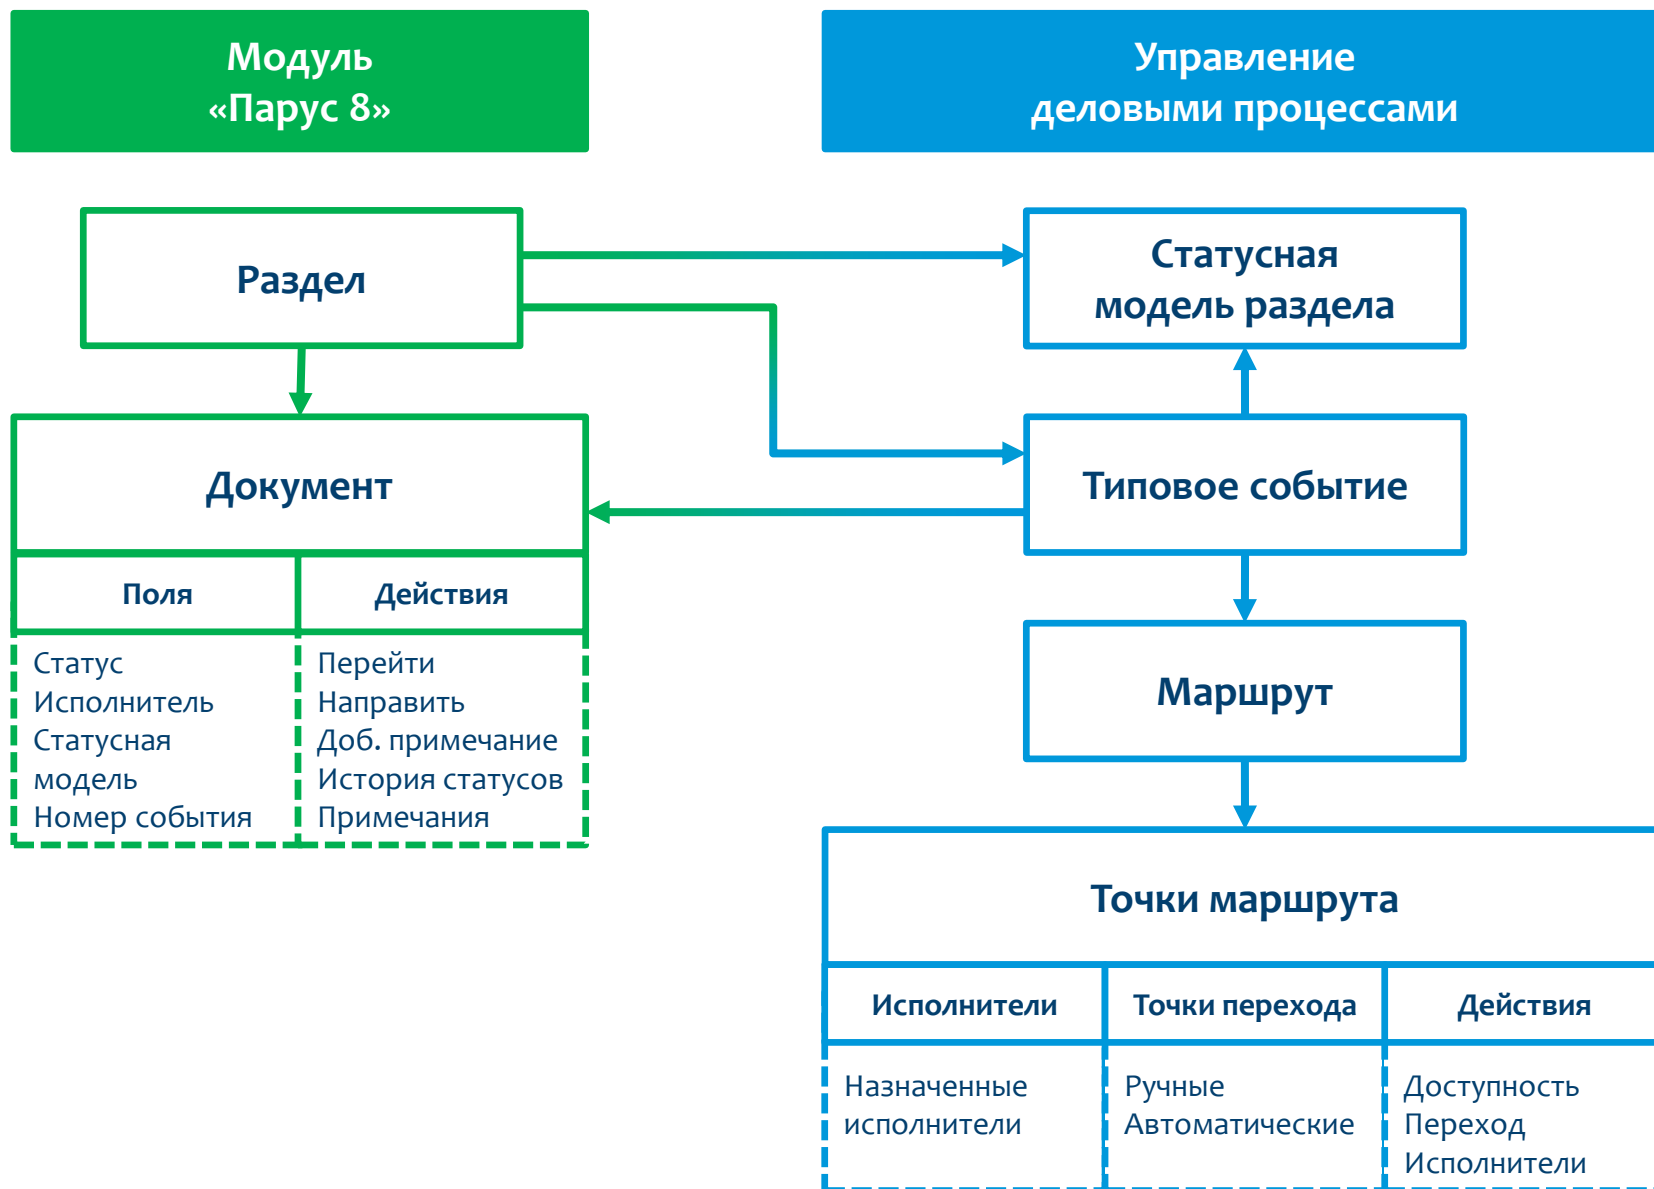 Модуль
«Парус 8»
Управление
деловыми процессами
Раздел
Статусная
модель раздела
Документ
Типовое событие
Поля
Действия
Статус
Исполнитель
Статусная
модель
Номер события
Перейти
Направить
Доб. примечание
История статусов
Примечания
Маршрут
Точки маршрута
Исполнители
Точки перехода
Действия
Назначенные
исполнители
Ручные
Автоматические
Доступность
Переход
Исполнители